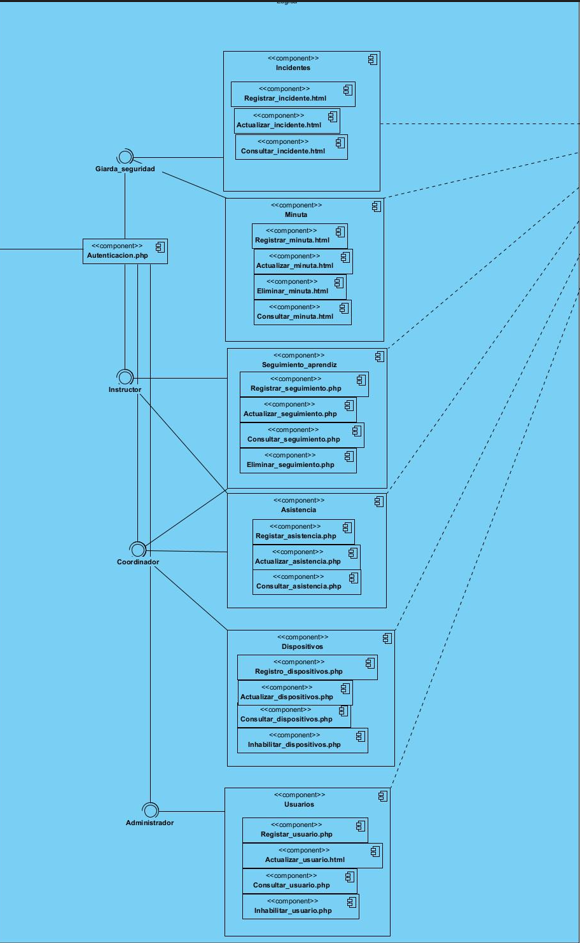 <<component>>
Incidentes
<<component>>
Registrar_incidente.html
<<component>>
Actualizar_incidente.html
<<component>>
Consultar_incidente.html
Giarda_seguridad
<<component>>
Minuta
<<component>>
Registrar_minuta.html
<<component>>
Actualizar_minuta.html
<<component>>
Eliminar_minuta.html
<<component>>
Consultar_minuta.html
<<component>>
Autenticacion.php
<<component>>
Seguimiento_aprendiz
<<component>>
Registrar_seguimiento.php
<<component>>
Actualizar_seguimiento.php
<<component>>
Consultar_seguimiento.php
<<component>>
Eliminar_seguimiento.php
Instructor
<<component>>
Asistencia
<<component>>
Registar_asistencia.php
<<component>>
Actualizar_asistencia.php
<<component>>
Consultar_asistencia.php
Coordinador
<<component>>
Dispositivos
<<component>>
Registro_dispositivos.php
<<component>>
Actualizar_dispositivos.php
<<component>>
Consultar_dispositivos.php
<<component>>
Inhabilitar_dispositivos.php
<<component>>
Usuarios
<<component>>
Registar_usuario.php
<<component>>
Actualizar_usuario.html
<<component>>
Consultar_usuario.php
<<component>>
Inhabilitar_usuario.php
Administrador